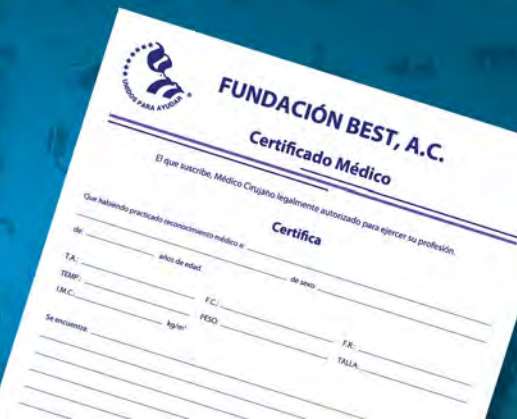 UNIDOS PARA AYUDAR
FUNDACIÓN BEST, A.C.
Certificado Médico
El que suscribe, Médico Cirujano legalmente autorizado para ejercer su profesión.
Certifica
Que habiendo practicado reconocimiento médico a:
de: años de edad. de sexo:
T.A.: F.C.: F.R.:
TEMP.: PESO: TALLA:
I.M.C: kg/m²
Se encuentra: